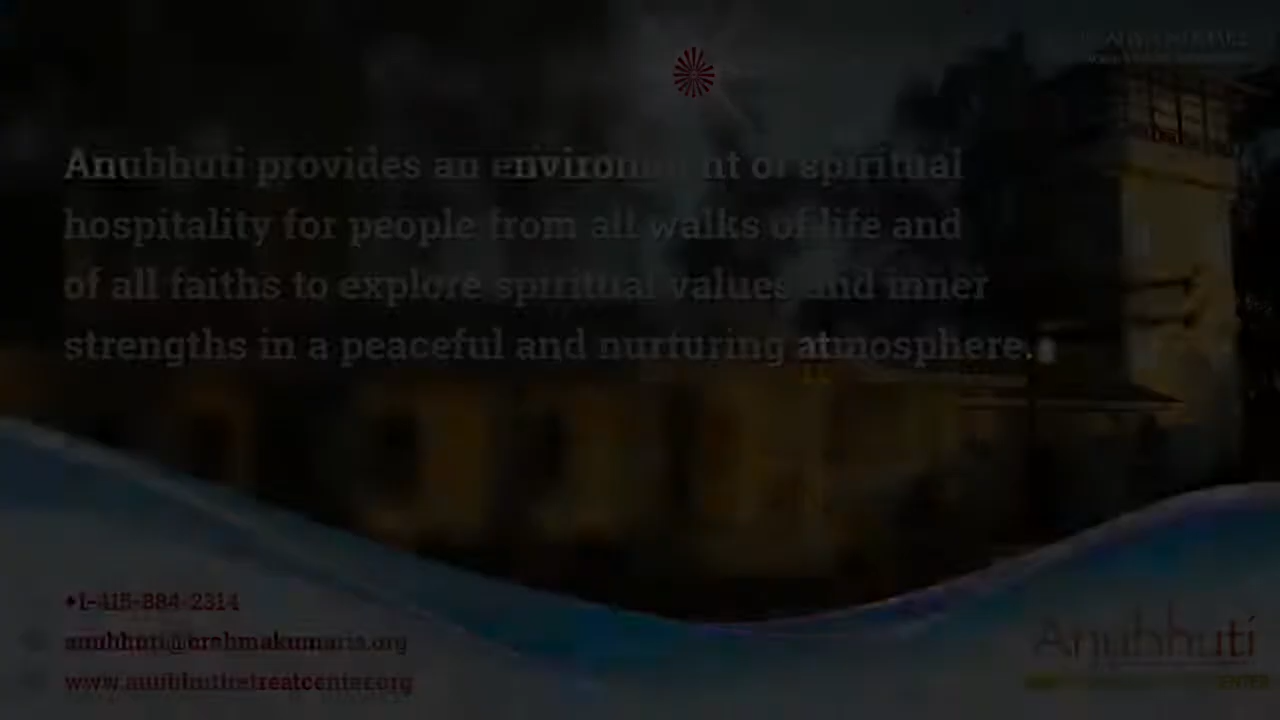 Anubhuti provides an environment of spiritual
hospitality for people from all walks of life and
of all faiths to explore spiritual values and inner
strengths in a peaceful and nurturing atmosphere.
+1-415-884-2314
anubhuti@brahmakumaris.org
www.anubhutiretreatcenter.org
Anubhuti
CENTER